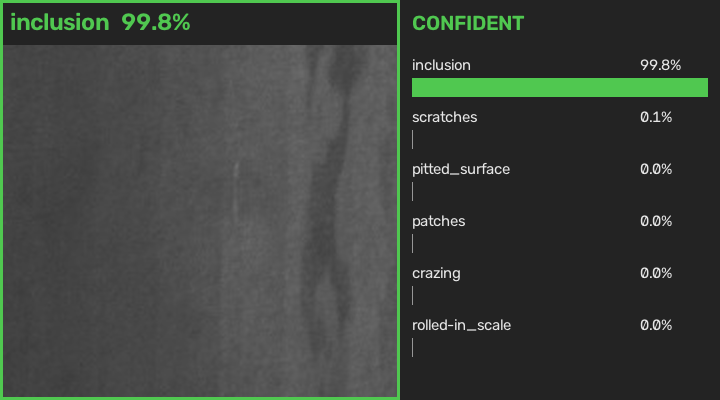 inclusion 99.8%
CONFIDENT
inclusion 99.8%
scratches 0.1%
pitted_surface 0.0%
patches 0.0%
crazing 0.0%
rolled-in_scale 0.0%